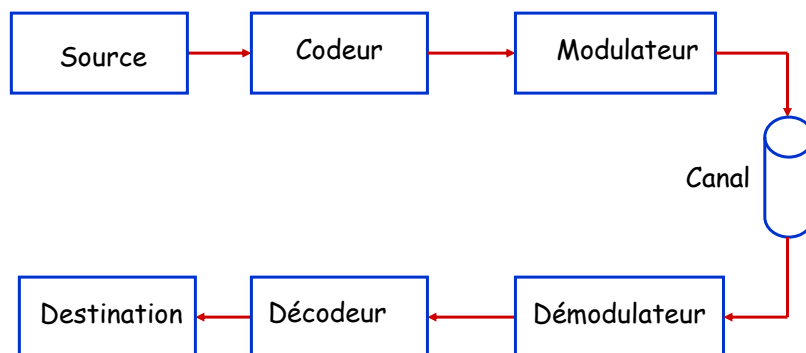 Source
Codeur
Modulateur
Canal
Destination
Décodeur
Démodulateur